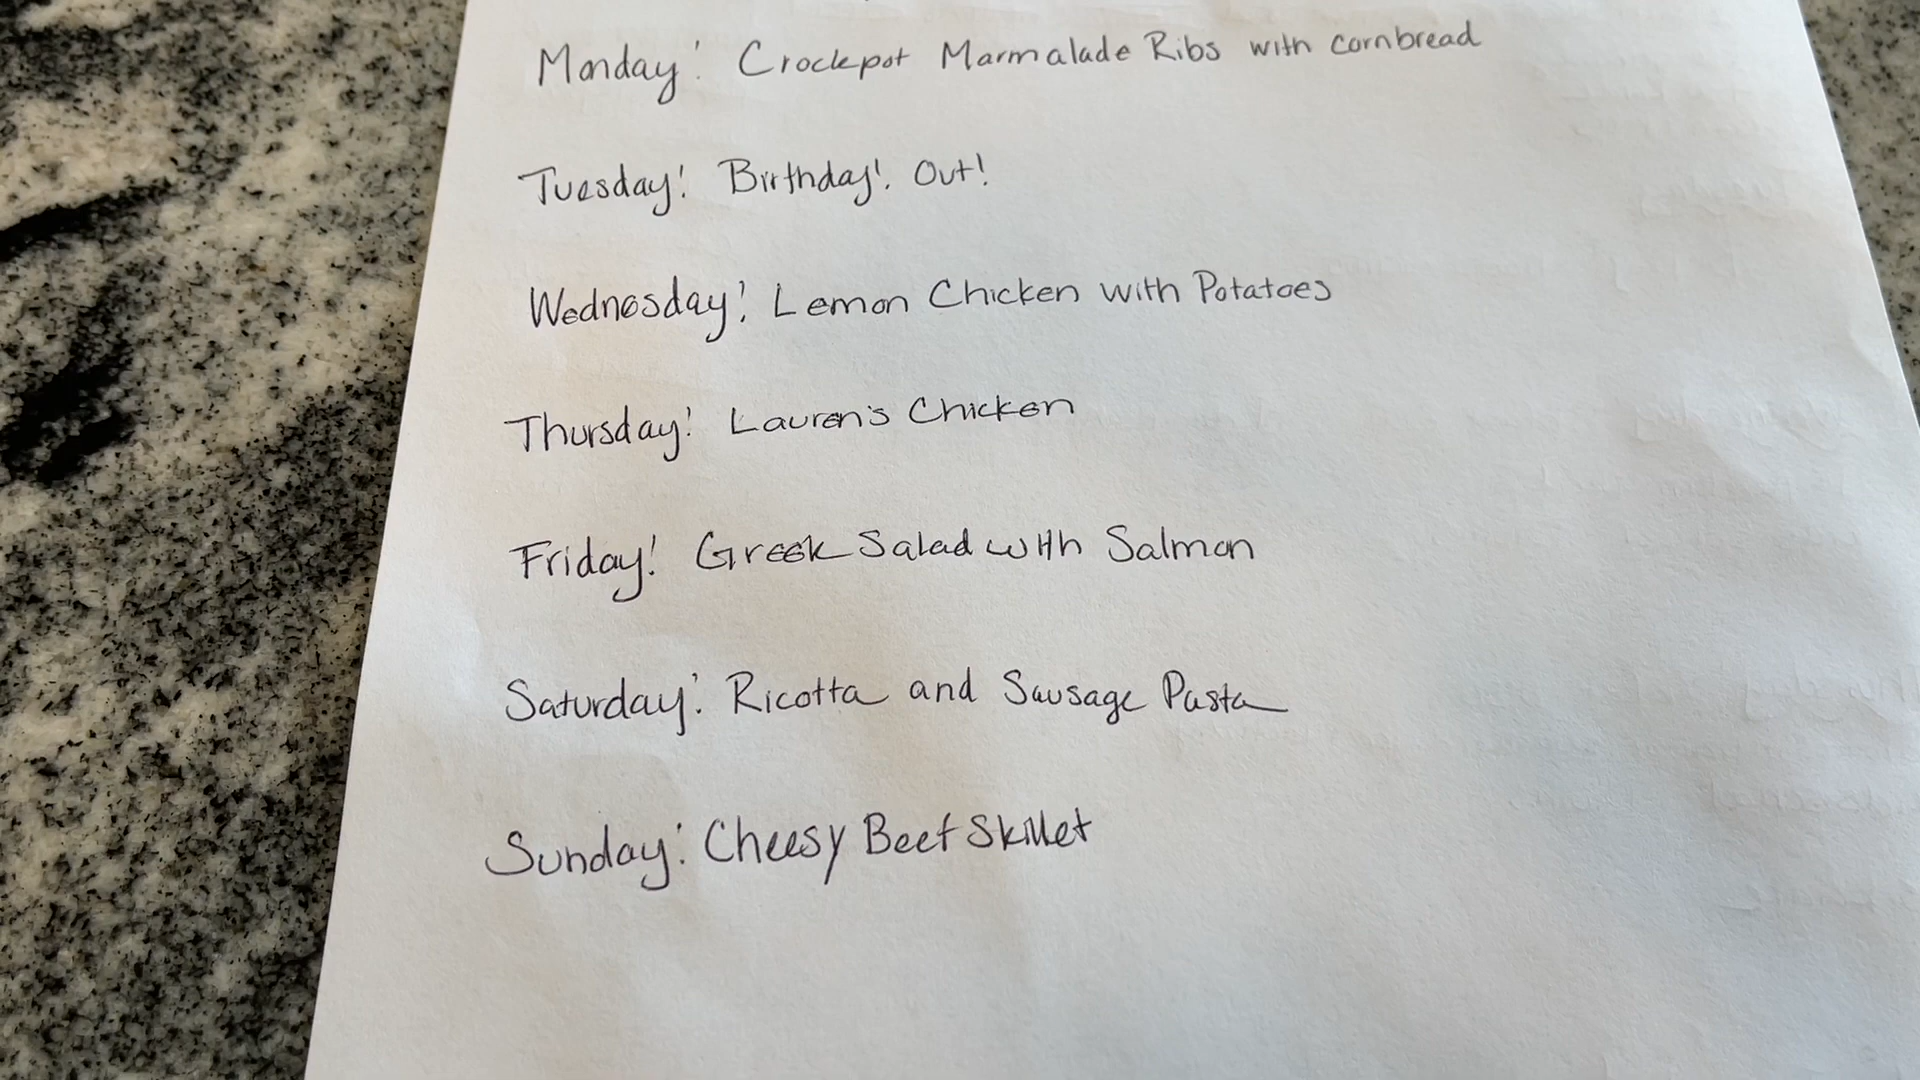 Monday: Crockpot Marmalade Ribs with cornbread
Tuesday: Birthday! Out!
Wednesday: Lemon Chicken with Potatoes
Thursday: Lauren's Chicken
Friday: Greek Salad with Salmon
Saturday: Ricotta and Sausage Pasta
Sunday: Cheesy Beef Skillet